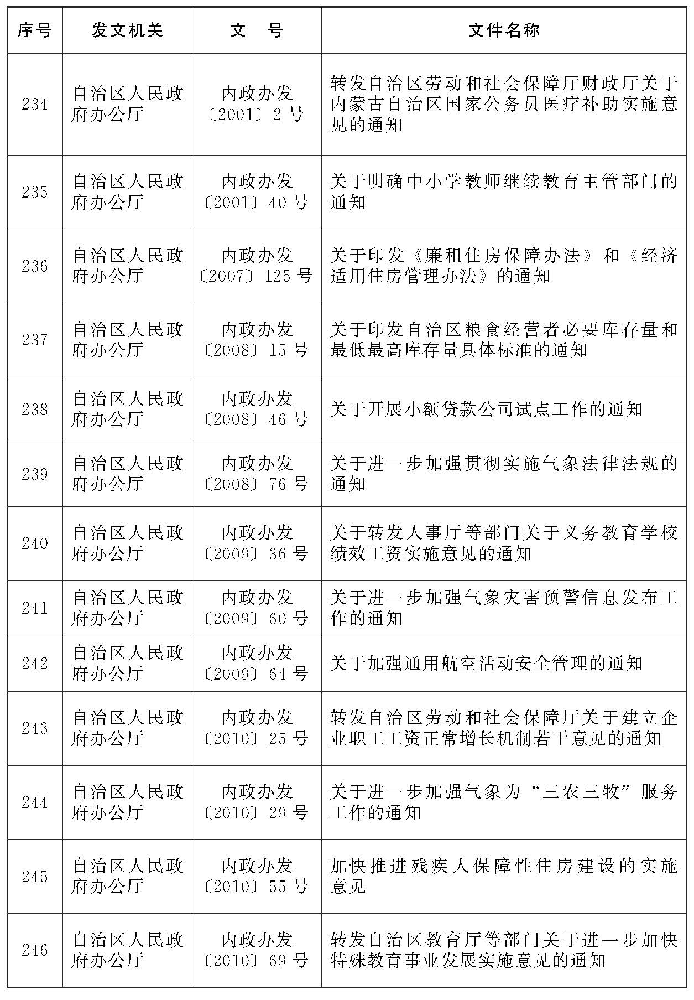 序号 发文机关 文 号 文件名称
234 自治区人民政府办公厅 内政办发〔2001〕2号 转发自治区劳动和社会保障厅财政厅关于
内蒙古自治区国家公务员医疗补助实施意
见的通知
235 自治区人民政府办公厅 内政办发〔2001〕40号 关于明确中小学教师继续教育主管部门的
通知
236 自治区人民政府办公厅 内政办发〔2007〕125号 关于印发《廉租住房保障办法》和《经济
适用住房管理办法》的通知
237 自治区人民政府办公厅 内政办发〔2008〕15号 关于印发自治区粮食经营者必要库存量和
最低最高库存量具体标准的通知
238 自治区人民政府办公厅 内政办发〔2008〕46号 关于开展小额贷款公司试点工作的通知
239 自治区人民政府办公厅 内政办发〔2008〕76号 关于进一步加强贯彻实施气象法律法规的
通知
240 自治区人民政府办公厅 内政办发〔2009〕36号 关于转发人事厅等部门关于义务教育学校
绩效工资实施意见的通知
241 自治区人民政府办公厅 内政办发〔2009〕60号 关于进一步加强气象灾害预警信息发布工
作的通知
242 自治区人民政府办公厅 内政办发〔2009〕64号 关于加强通用航空活动安全管理的通知
243 自治区人民政府办公厅 内政办发〔2010〕25号 转发自治区劳动和社会保障厅关于建立企
业职工工资正常增长机制若干意见的通知
244 自治区人民政府办公厅 内政办发〔2010〕29号 关于进一步加强气象为“三农三牧”服务
工作的通知
245 自治区人民政府办公厅 内政办发〔2010〕55号 加快推进残疾人保障性住房建设的实施
意见
246 自治区人民政府办公厅 内政办发〔2010〕69号 转发自治区教育厅等部门关于进一步加快
特殊教育事业发展实施意见的通知